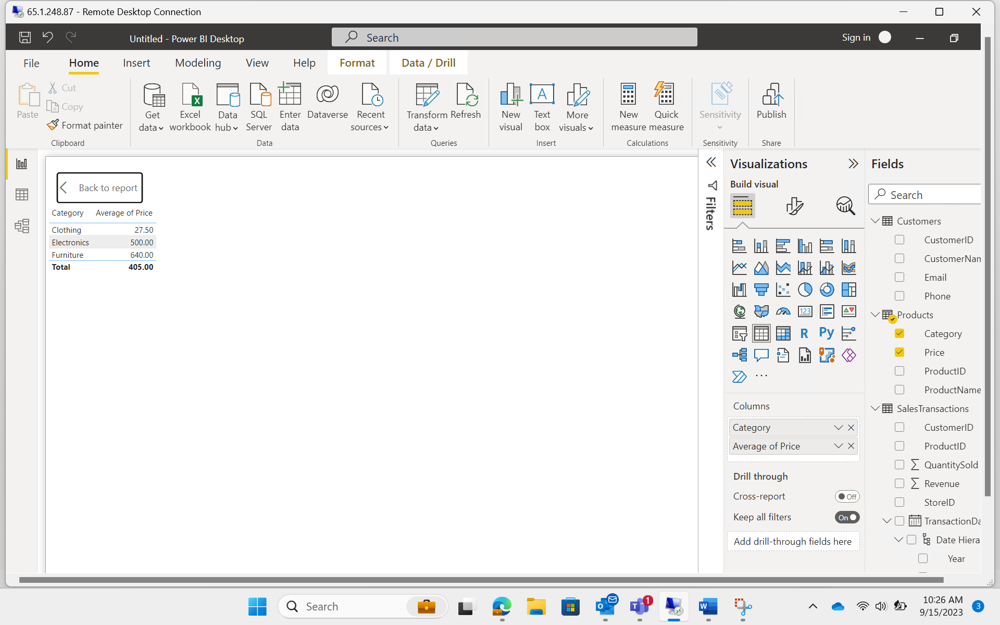 65.1.248.87 - Remote Desktop Connection
Untitled - Power BI Desktop
Search
Sign in
File
Home
Insert
Modeling
View
Help
Format
Data / Drill
Paste
Cut
Copy
Format painter
Clipboard
Get
data
Excel
workbook
Data
hub
SQL
Server
Enter
data
Dataverse
Recent
sources
Data
Transform
data
Refresh
Queries
New
visual
Text
box
More
visuals
Insert
New
measure
Quick
measure
Calculations
Sensitivity
Sensitivity
Publish
Share
Back to report
Category Average of Price
Clothing 27.50
Electronics 500.00
Furniture 640.00
Total 405.00
Filters
Visualizations
Build visual
123
R
Py
...
Columns
Category
Average of Price
Drill through
Cross-report Off
Keep all filters On
Add drill-through fields here
Fields
Search
Customers
CustomerID
CustomerNam
Email
Phone
Products
Category
Price
ProductID
ProductName
SalesTransactions
CustomerID
ProductID
QuantitySold
Revenue
StoreID
TransactionDa
Date Hiera
Year
Search
1
10:26 AM
9/15/2023
3